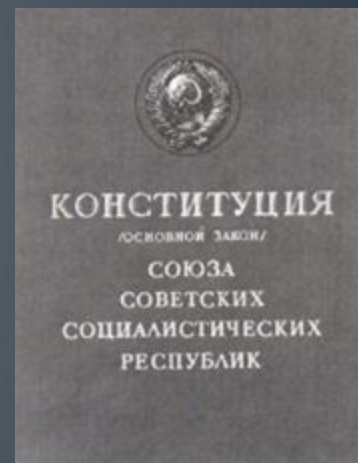 КОНСТИТУЦИЯ
/ОСНОВНОЙ ЗАКОН/
СОЮЗА
СОВЕТСКИХ
СОЦИАЛИСТИЧЕСКИХ
РЕСПУБЛИК